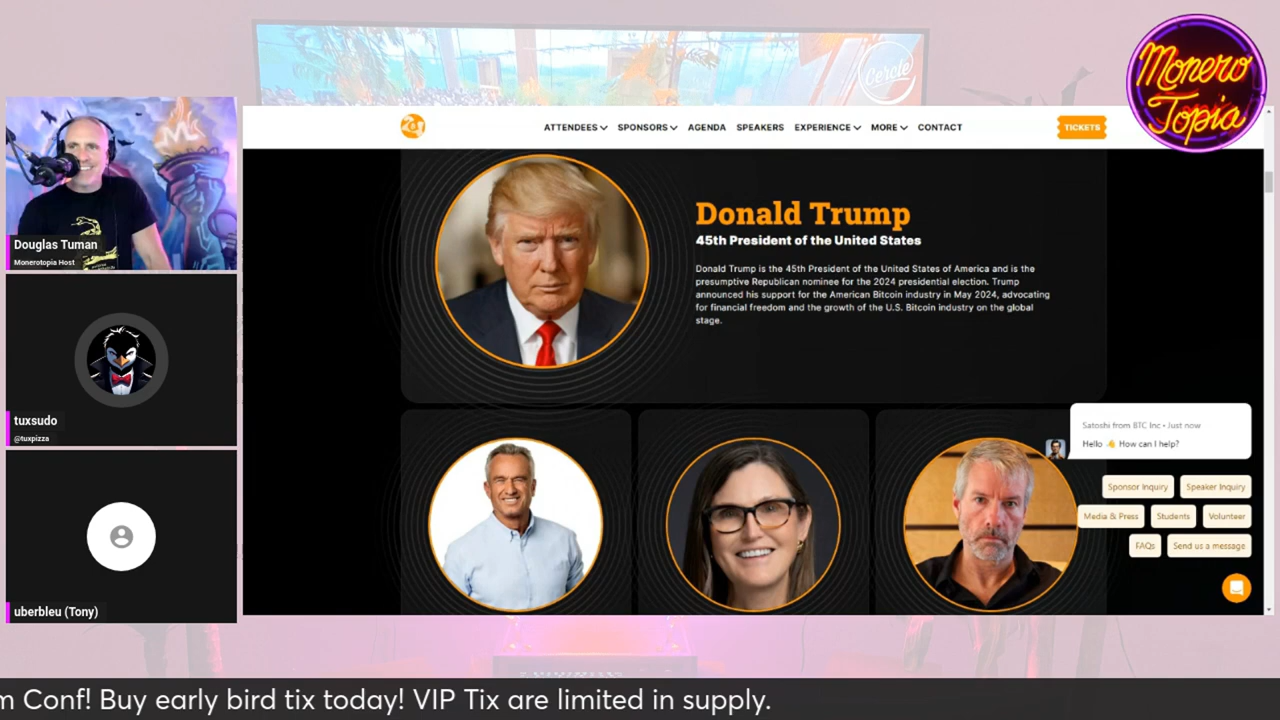 Cercle
Monero
Topia
ATTENDEES SPONSORS AGENDA SPEAKERS EXPERIENCE MORE CONTACT
TICKETS
Donald Trump
45th President of the United States
Donald Trump is the 45th President of the United States of America and is the
presumptive Republican nominee for the 2024 presidential election. Trump
announced his support for the American Bitcoin industry in May 2024, advocating
for financial freedom and the growth of the U.S. Bitcoin industry on the global
stage.
Douglas Tuman
Monerotopia Host
tuxsudo
@tuxpizza
uberbleu (Tony)
Satoshi from BTC Inc • Just now
Hello 👋 How can I help?
Sponsor Inquiry Speaker Inquiry
Media & Press Students Volunteer
FAQs Send us a message
m Conf! Buy early bird tix today! VIP Tix are limited in supply.